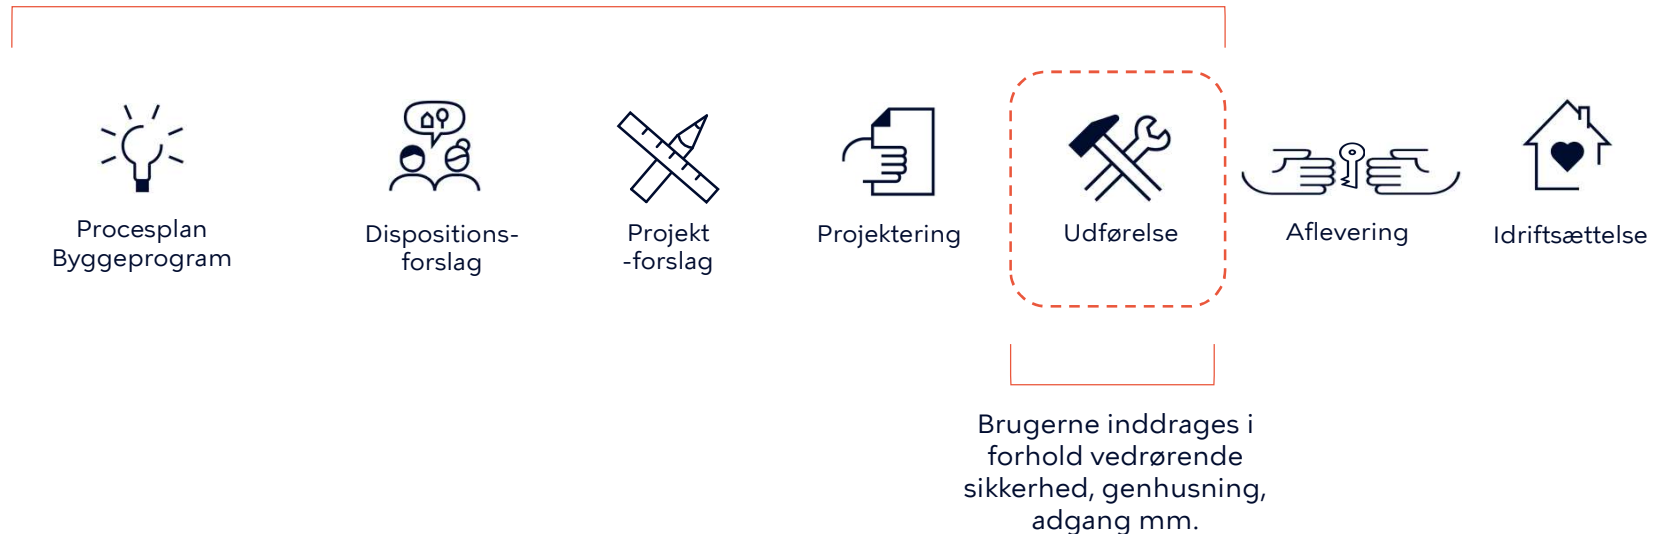 Procesplan
Byggeprogram
Dispositions-
forslag
Projekt
-forslag
Projektering
Udførelse
Aflevering
Idriftsættelse
Brugerne inddrages i
forhold vedrørende
sikkerhed, genhusning,
adgang mm.